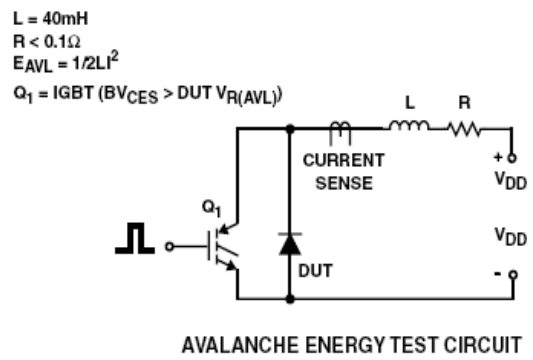 L = 40mH
R < 0.1Ω
EAVL = 1/2LI²
Q1 = IGBT (BVCES > DUT VR(AVL))
L R
CURRENT
SENSE
+
VDD
Q1
VDD
DUT
-
AVALANCHE ENERGY TEST CIRCUIT